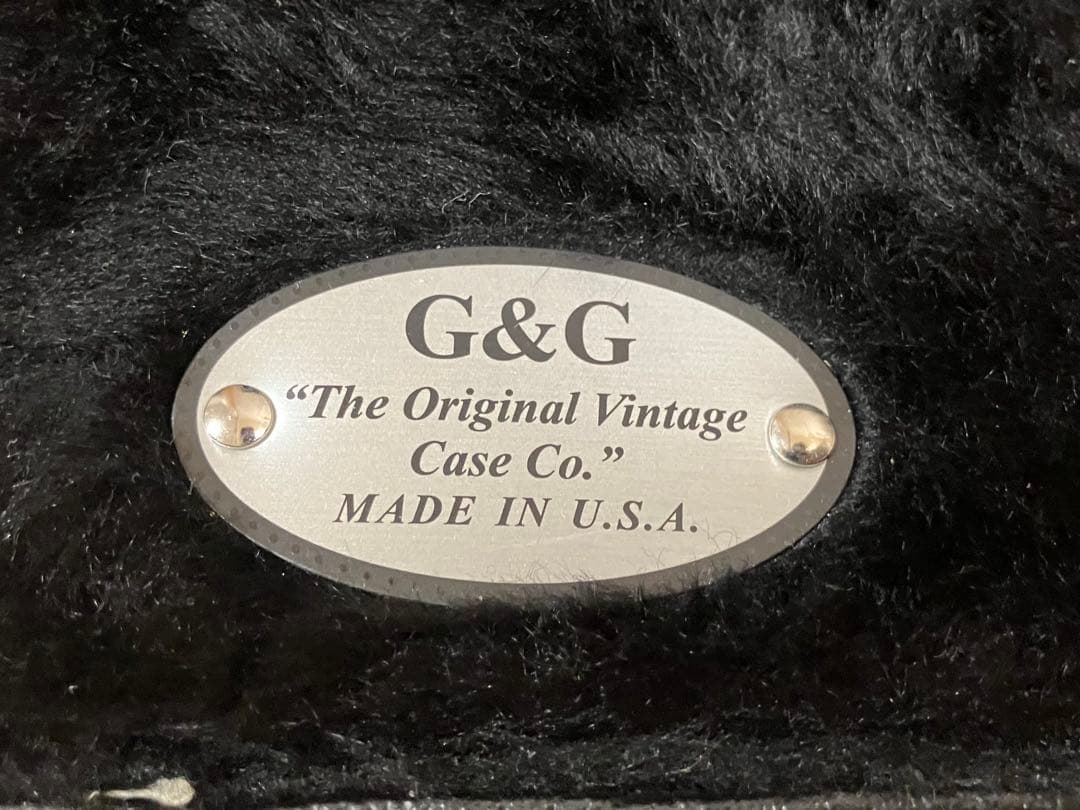 G&G
“The Original Vintage
Case Co.”
MADE IN U.S.A.